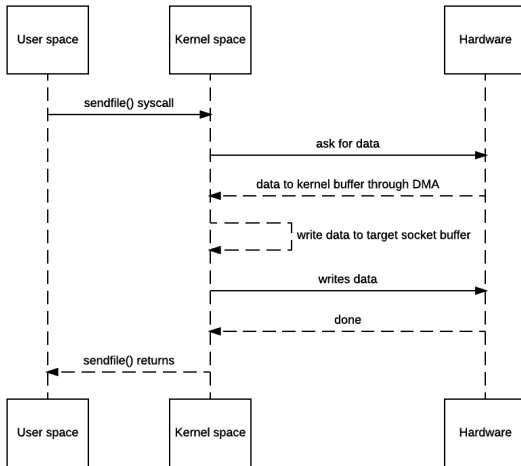 User space
Kernel space
Hardware
sendfile() syscall
ask for data
data to kernel buffer through DMA
write data to target socket buffer
writes data
done
sendfile() returns
User space
Kernel space
Hardware